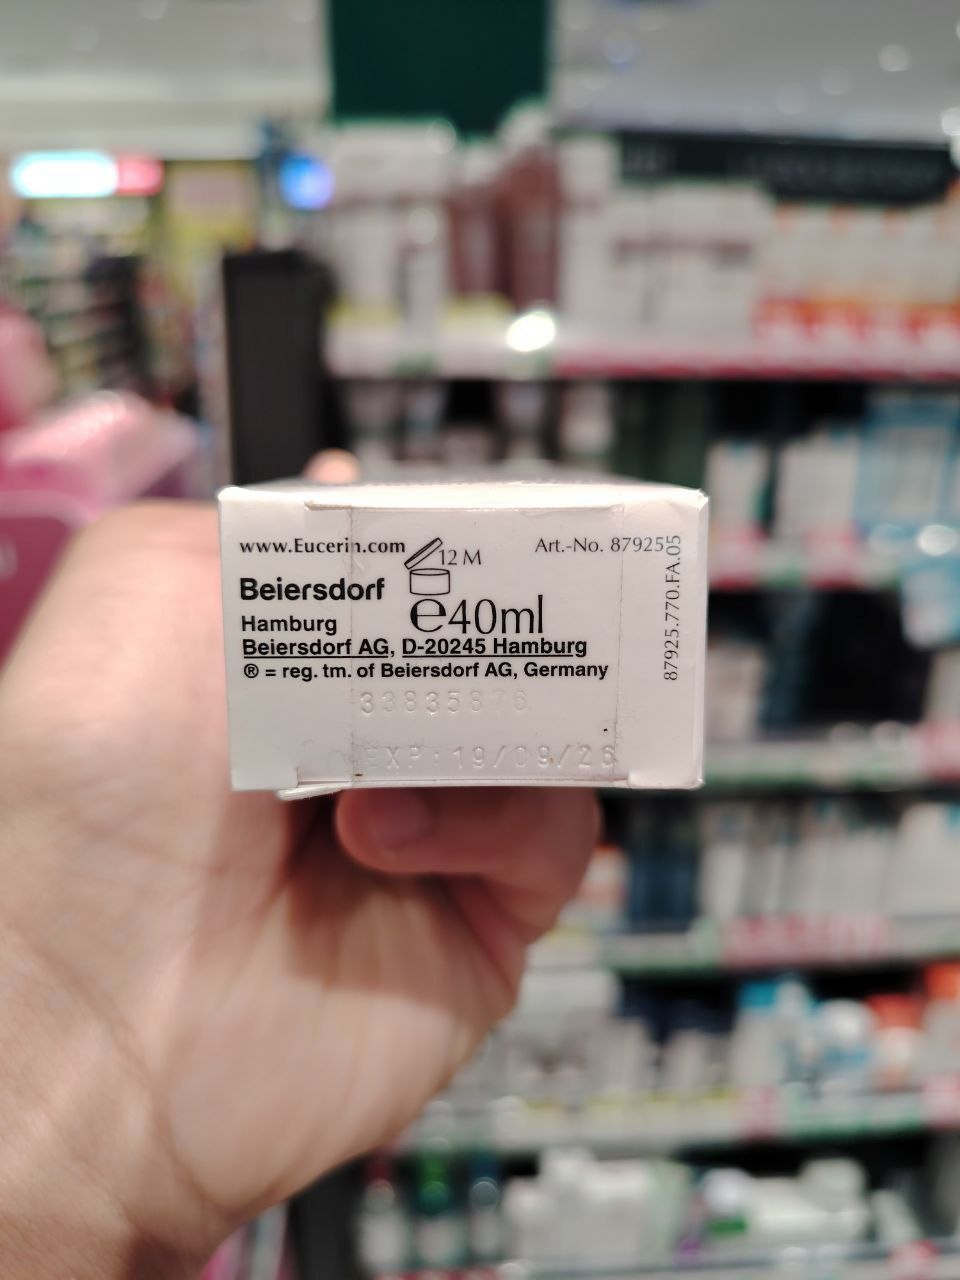 www.Eucerin.com
12 M
Art.-No. 87925
Beiersdorf
Hamburg
℮40ml
Beiersdorf AG, D-20245 Hamburg
® = reg. tm. of Beiersdorf AG, Germany
87925.770.FA.05
33835876
EXP: 19/09/26